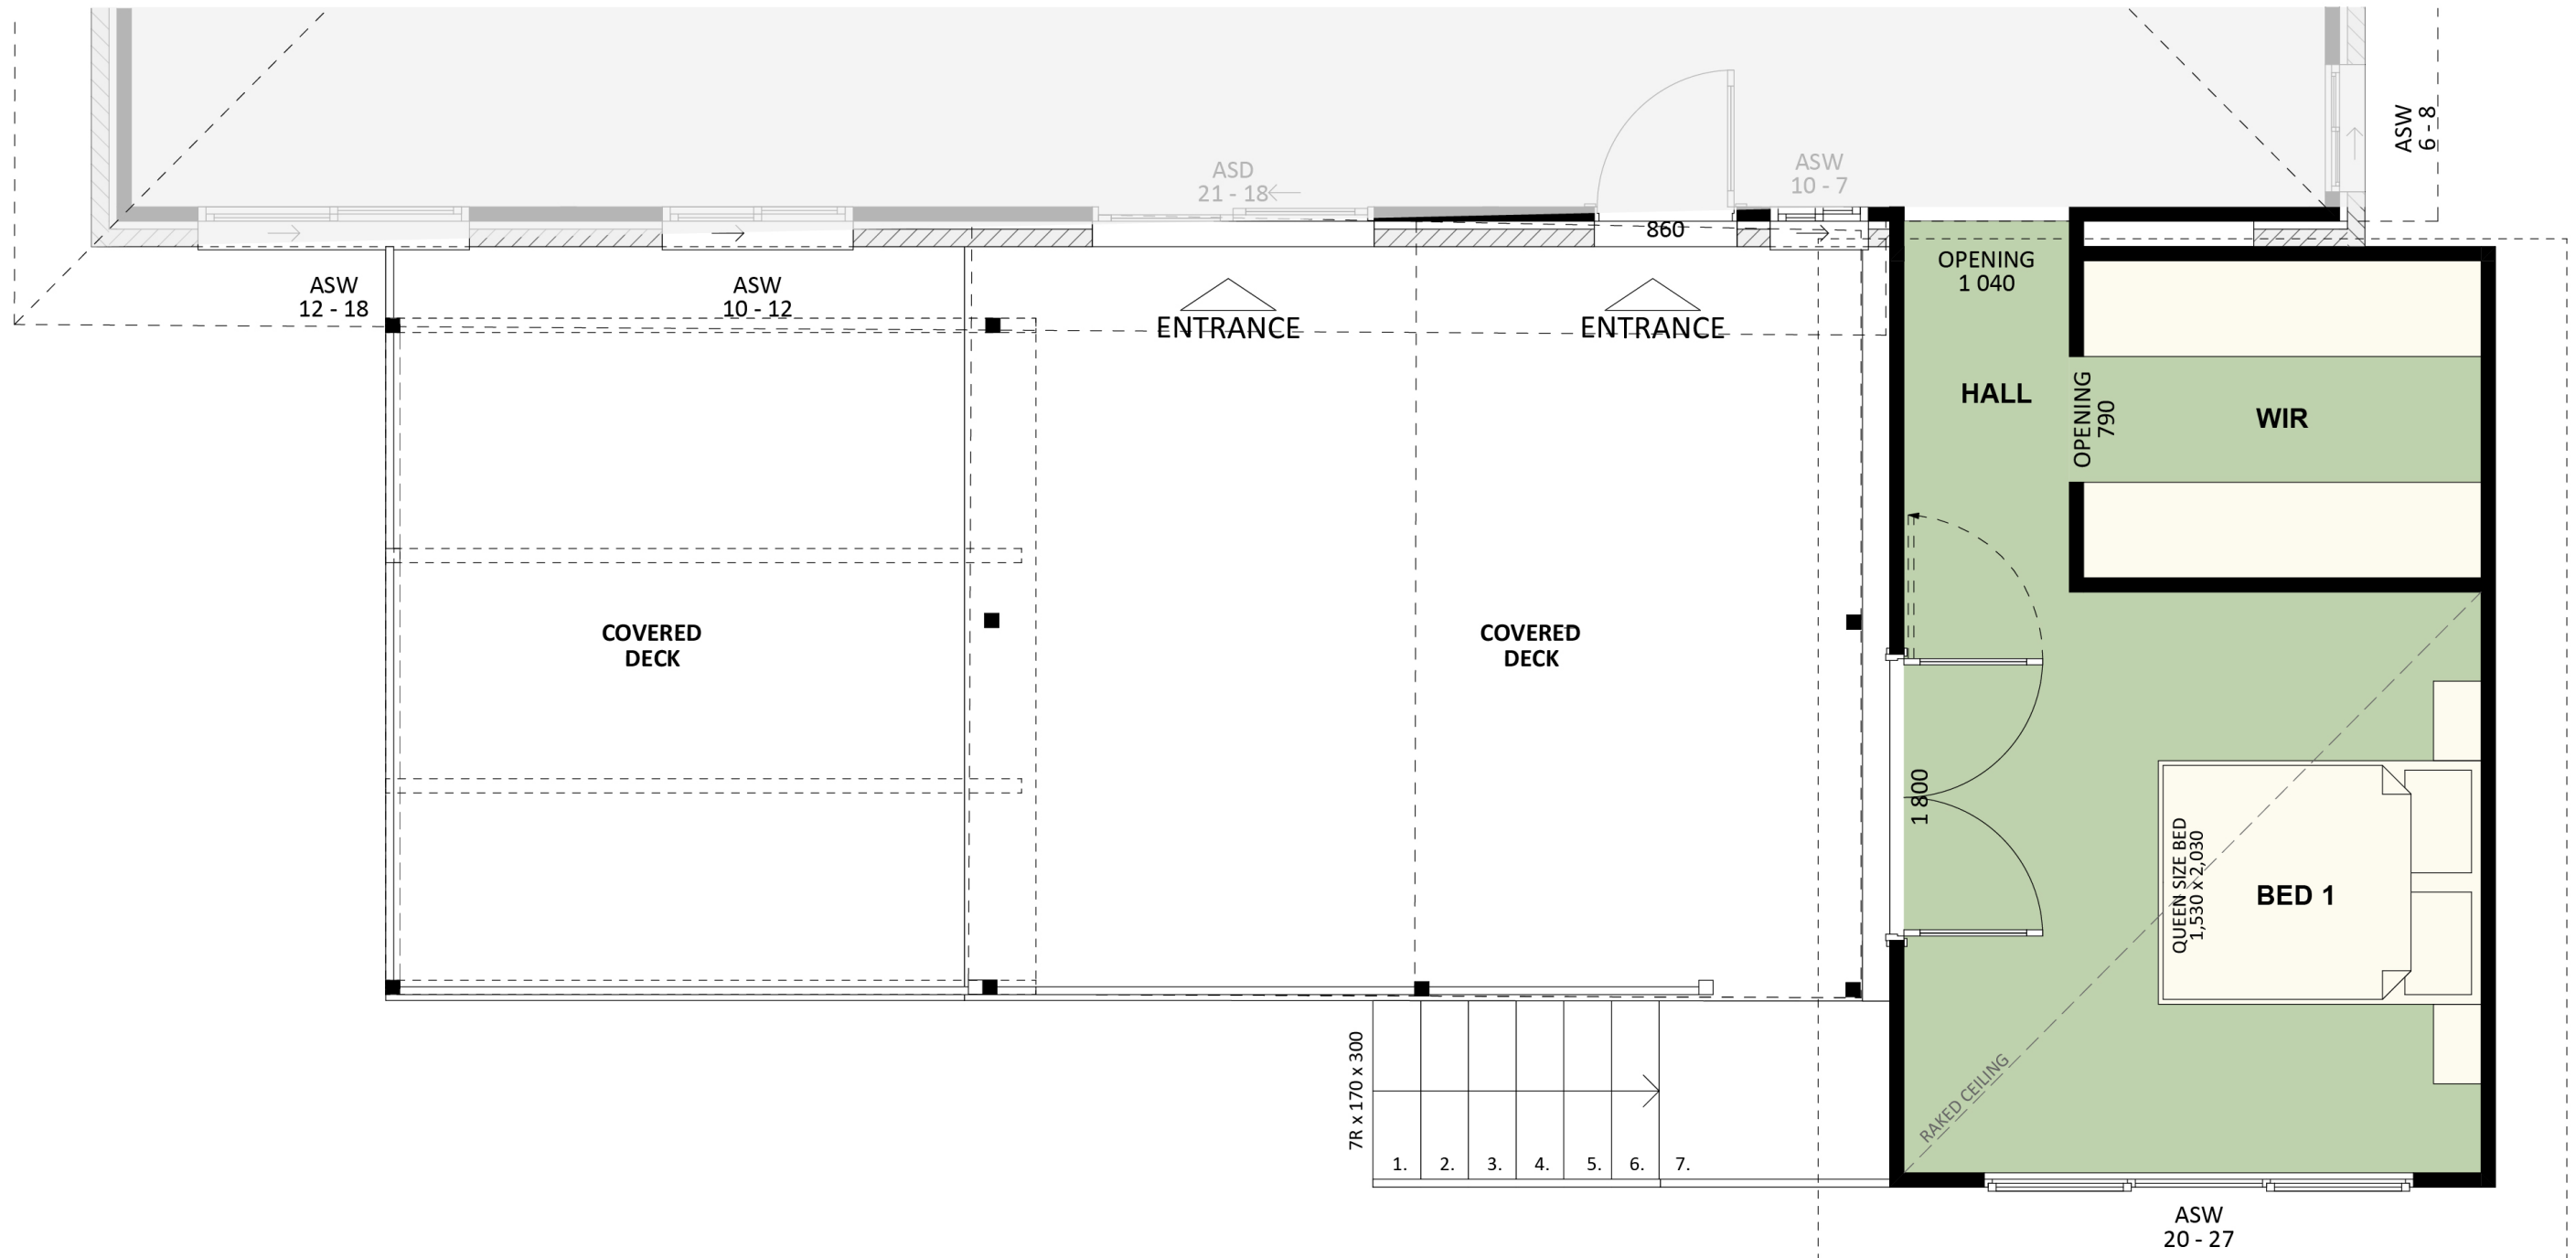 ASW
6 - 8
ASD
21 - 18
ASW
10 - 7
860
ASW
12 - 18
ASW
10 - 12
ENTRANCE
ENTRANCE
OPENING
1 040
HALL
OPENING
790
WIR
COVERED
DECK
COVERED
DECK
1 800
QUEEN SIZE BED
1,530 x 2,030
BED 1
RAKED CEILING
7R x 170 x 300
1. 2. 3. 4. 5. 6. 7.
ASW
20 - 27